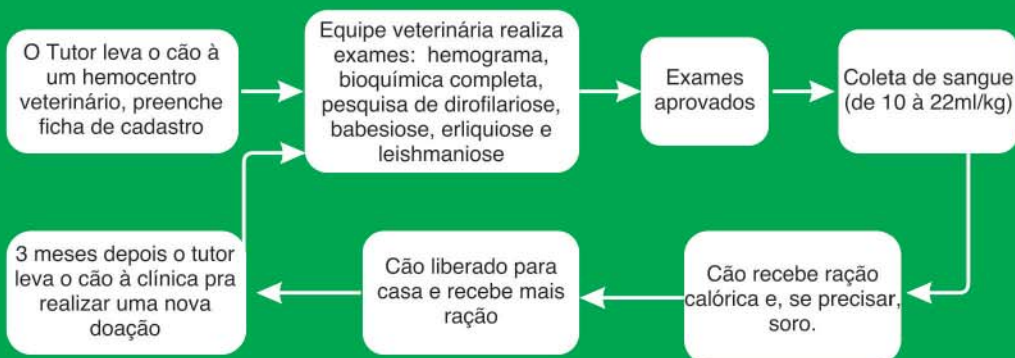 O Tutor leva o cão à
um hemocentro
veterinário, preenche
ficha de cadastro
Equipe veterinária realiza
exames: hemograma,
bioquímica completa,
pesquisa de dirofilariose,
babesiose, erliquiose e
leishmaniose
Exames
aprovados
Coleta de sangue
(de 10 à 22ml/kg)
Cão recebe ração
calórica e, se precisar,
soro.
Cão liberado para
casa e recebe mais
ração
3 meses depois o tutor
leva o cão à clínica pra
realizar uma nova
doação